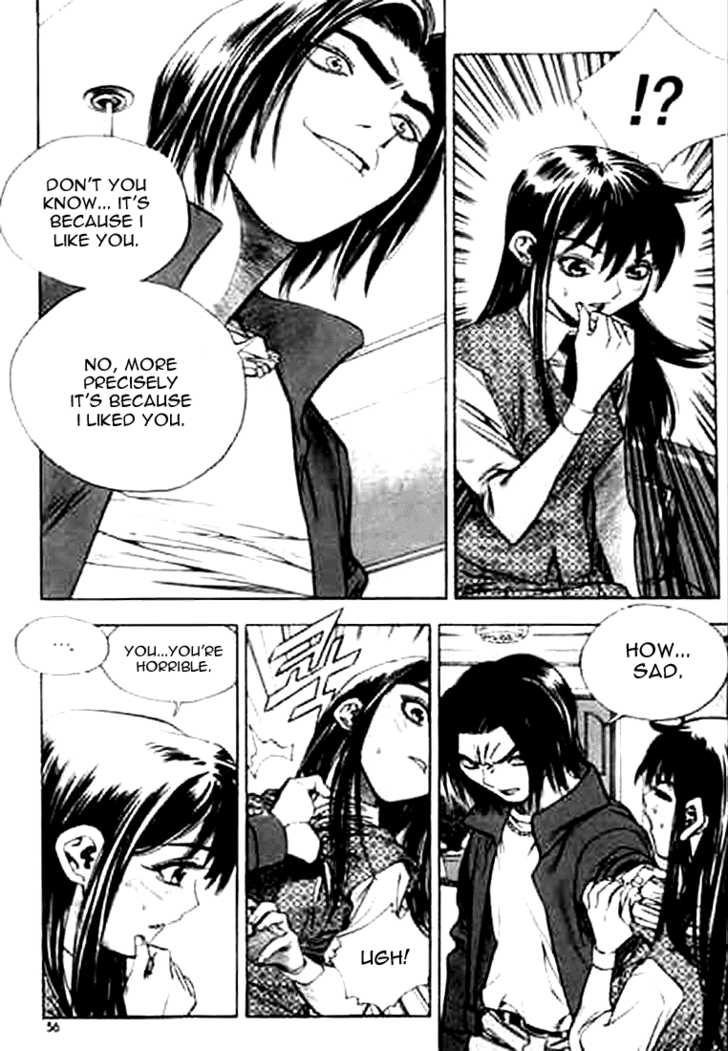 DON'T YOU
KNOW... IT'S
BECAUSE I
LIKE YOU.
NO, MORE
PRECISELY
IT'S BECAUSE
I LIKED YOU.
!?
...
YOU...YOU'RE
HORRIBLE.
UGH!
HOW...
SAD.
56